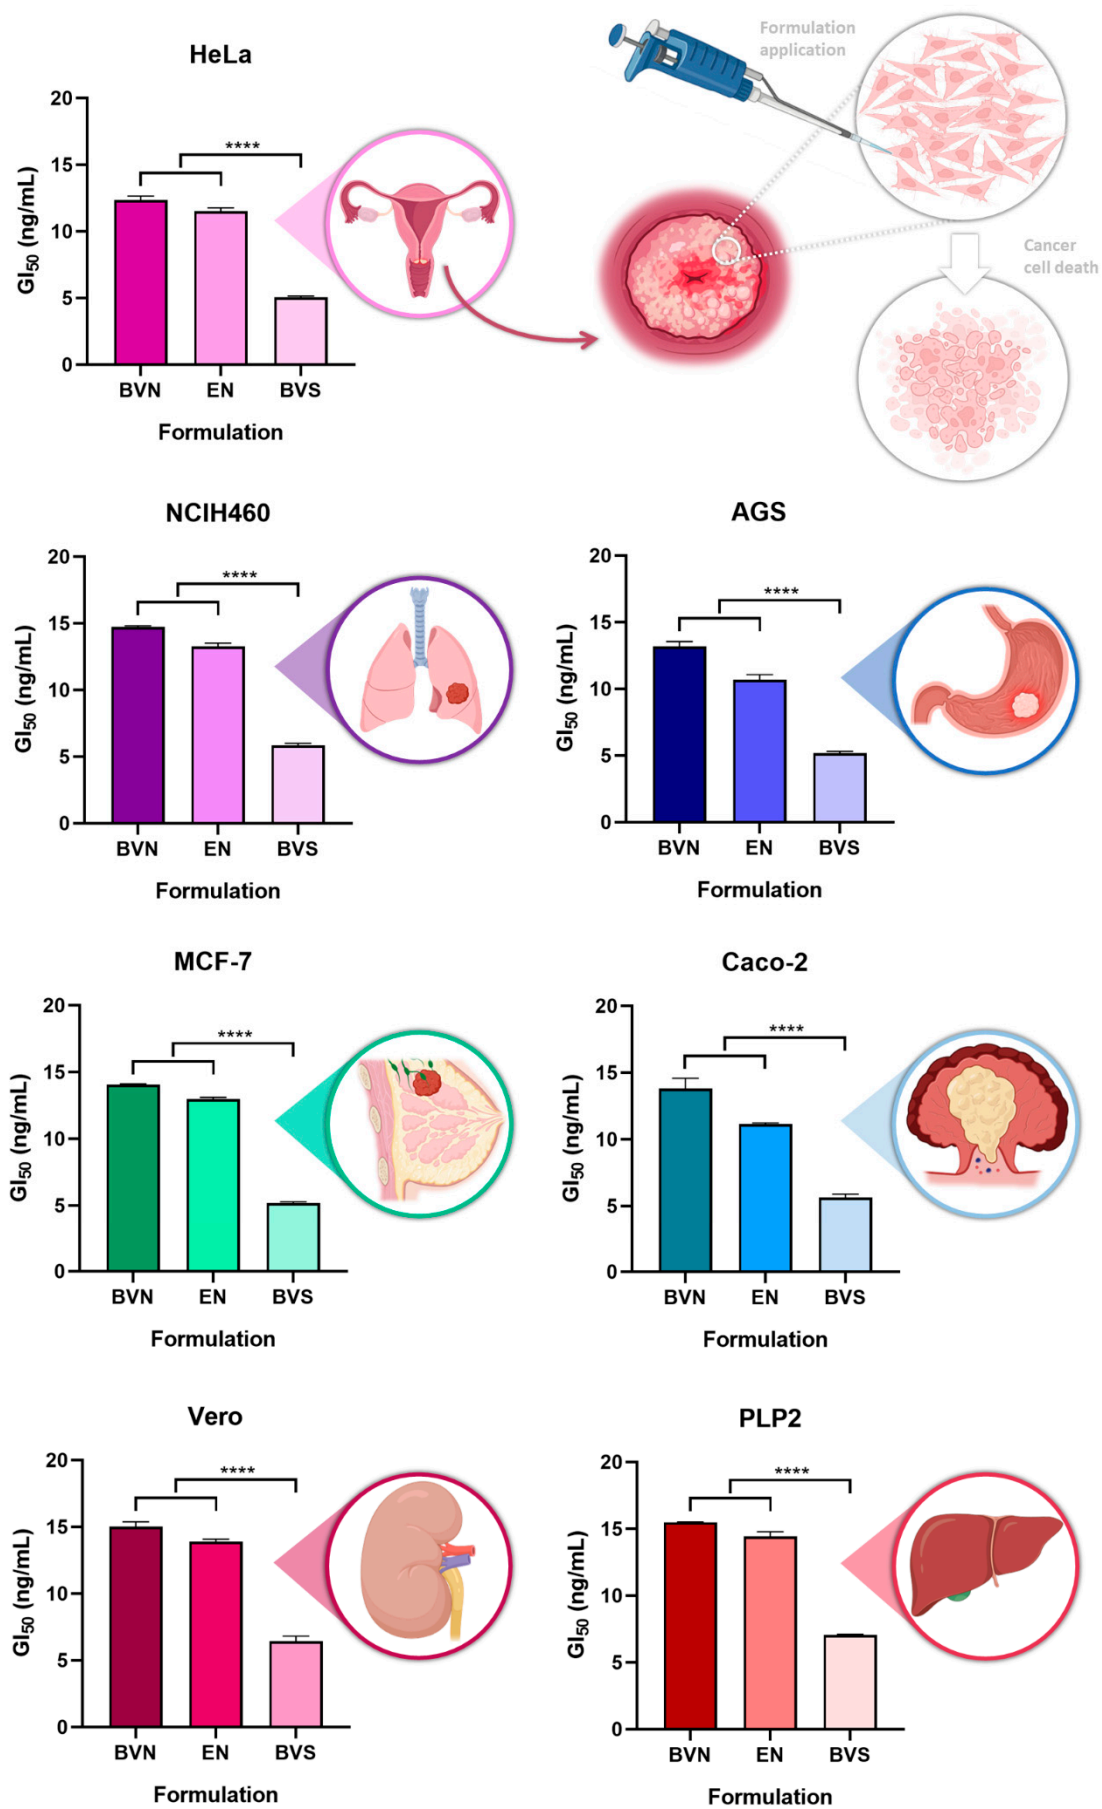 HeLa
Formulation
application
20
15
10
5
0
GI50 (ng/mL)
****
BVN EN BVS
Formulation
Cancer
cell death
NCIH460
20
15
10
5
0
GI50 (ng/mL)
****
BVN EN BVS
Formulation
AGS
20
15
10
5
0
GI50 (ng/mL)
****
BVN EN BVS
Formulation
MCF-7
20
15
10
5
0
GI50 (ng/mL)
****
BVN EN BVS
Formulation
Caco-2
20
15
10
5
0
GI50 (ng/mL)
****
BVN EN BVS
Formulation
Vero
20
15
10
5
0
GI50 (ng/mL)
****
BVN EN BVS
Formulation
PLP2
20
15
10
5
0
GI50 (ng/mL)
****
BVN EN BVS
Formulation